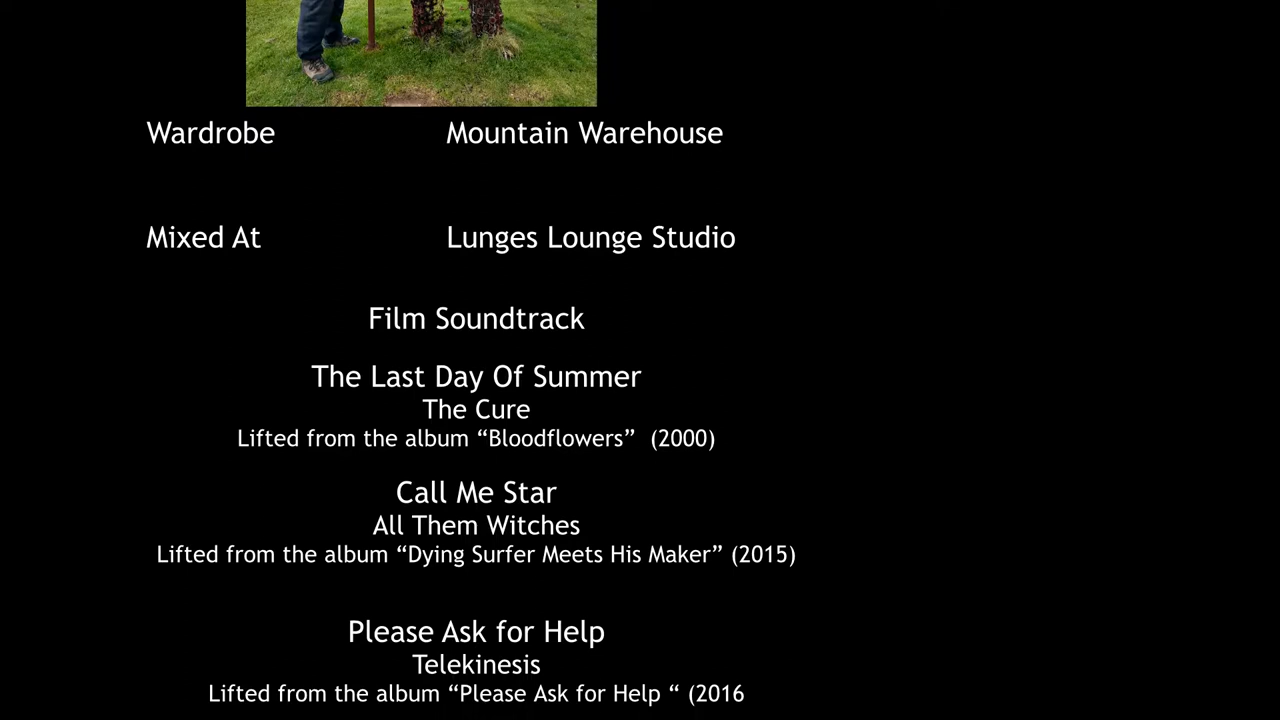 Wardrobe Mountain Warehouse
Mixed At Lunges Lounge Studio
Film Soundtrack
The Last Day Of Summer
The Cure
Lifted from the album “Bloodflowers” (2000)
Call Me Star
All Them Witches
Lifted from the album “Dying Surfer Meets His Maker” (2015)
Please Ask for Help
Telekinesis
Lifted from the album “Please Ask for Help “ (2016